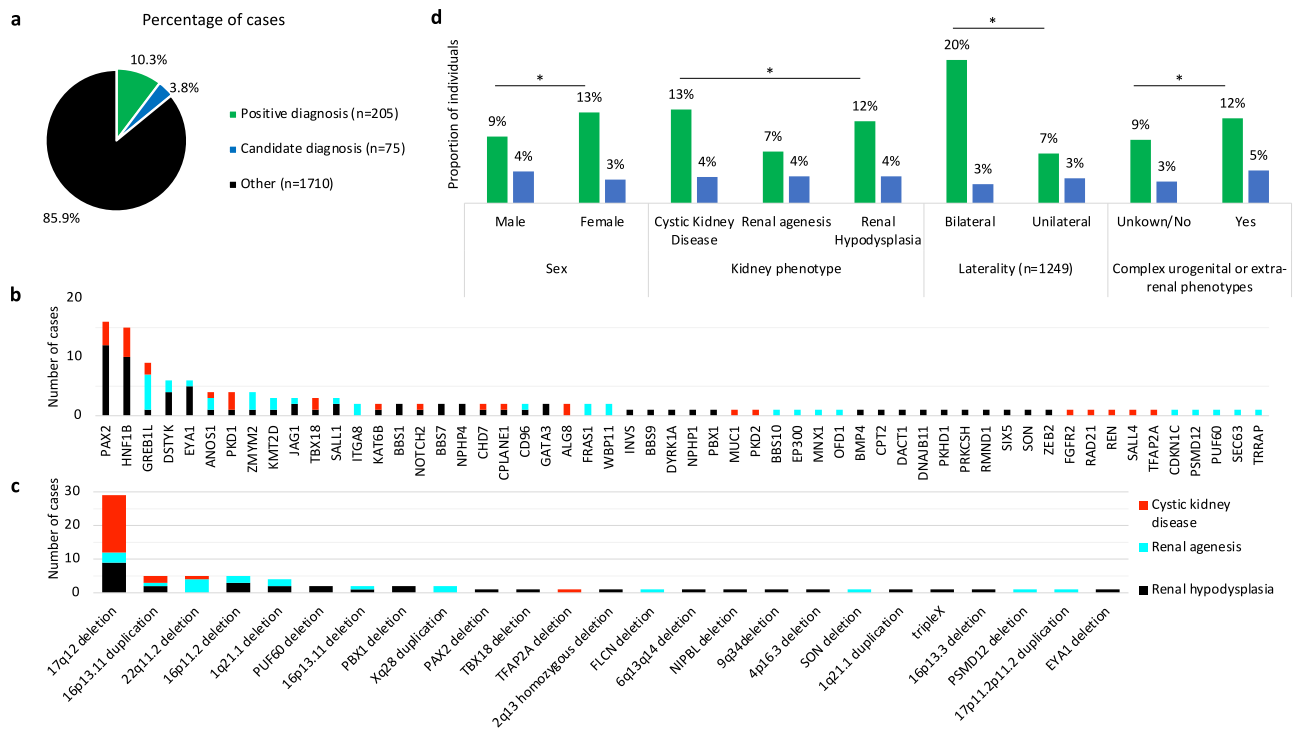 a
Percentage of cases
10.3%
3.8%
85.9%
Positive diagnosis (n=205)
Candidate diagnosis (n=75)
Other (n=1710)
d
Proportion of individuals
*
*
*
*
9%
4%
13%
3%
13%
4%
7%
4%
12%
4%
20%
3%
7%
3%
9%
3%
12%
5%
Male
Female
Cystic Kidney
Disease
Renal agenesis
Renal
Hypodysplasia
Bilateral
Unilateral
Unkown/No
Yes
Sex
Kidney phenotype
Laterality (n=1249)
Complex urogenital or extra-
renal phenotypes
b
Number of cases
20
10
0
PAX2
HNF1B
GREB1L
DSTYK
EYA1
ANOS1
PKD1
ZMYM2
KMT2D
JAG1
TBX18
SALL1
ITGA8
KAT6B
BBS1
NOTCH2
BBS7
NPHP4
CHD7
CPLANE1
CD96
GATA3
ALG8
FRAS1
WBP11
INVS
BBS9
DYRK1A
NPHP1
PBX1
MUC1
PKD2
BBS10
EP300
MNX1
OFD1
BMP4
CPT2
DACT1
DNAJB11
PKHD1
PRKCSH
RMND1
SIX5
SON
ZEB2
FGFR2
RAD21
REN
SALL4
TFAP2A
CDKN1C
PSMD12
PUF60
SEC63
TRRAP
c
Number of cases
30
20
10
0
17q12 deletion
16p13.11 duplication
22q11.2 deletion
16p11.2 deletion
1q21.1 deletion
PUF60 deletion
16p13.11 deletion
PBX1 deletion
Xq28 duplication
PAX2 deletion
TBX18 deletion
TFAP2A deletion
2q13 homozygous deletion
FLCN deletion
6q13q14 deletion
NIPBL deletion
9q34deletion
4p16.3 deletion
SON deletion
1q21.1 duplication
tripleX
16p13.3 deletion
PSMD12 deletion
17p11.2p11.2 duplication
EYA1 deletion
Cystic kidney
disease
Renal agenesis
Renal hypodysplasia